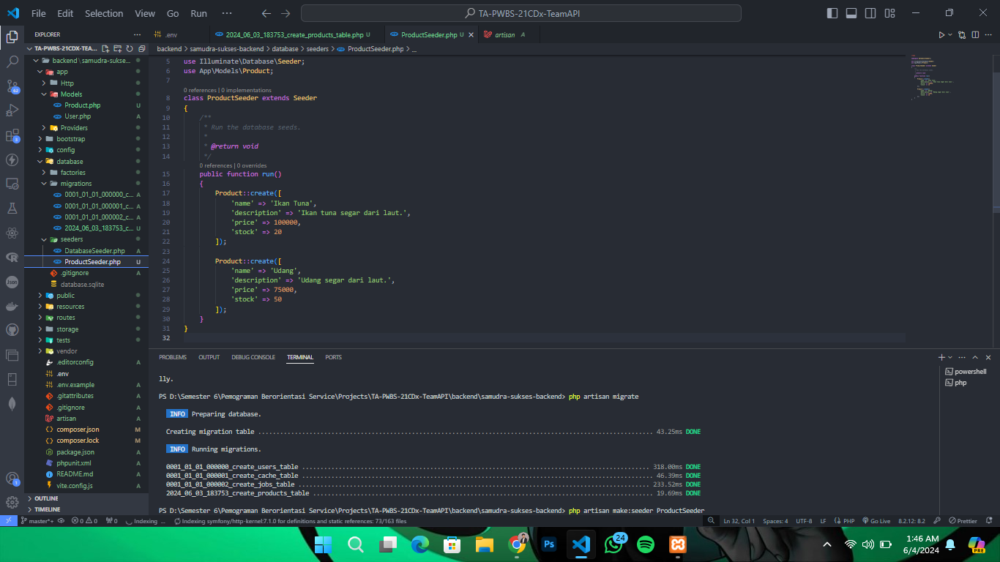 File Edit Selection View Go Run ··· TA-PWBS-21CDx-TeamAPI
EXPLORER ···
.env 2024_06_03_183753_create_products_table.php U ProductSeeder.php U artisan A
TA-PWBS-21CDX-TEA...
backend > samudra-sukses-backend > database > seeders > ProductSeeder.php > ...
backend \ samudra-sukse...
app
Http
Models
Product.php U
User.php A
Providers
bootstrap
config
database
factories
migrations
0001_01_01_000000_c... A
0001_01_01_000001_c... A
0001_01_01_000002_c... A
2024_06_03_183753_c... U
seeders
DatabaseSeeder.php A
ProductSeeder.php U
.gitignore A
database.sqlite
public
resources
routes
storage
tests
vendor
.editorconfig A
.env
.env.example A
.gitattributes A
.gitignore A
artisan A
composer.json M
composer.lock M
package.json A
phpunit.xml A
README.md A
vite.config.js A
OUTLINE
TIMELINE
62
3
1
5 use Illuminate\Database\Seeder;
6 use App\Models\Product;
7
0 references | 0 implementations
8 class ProductSeeder extends Seeder
9 {
10 /**
11 * Run the database seeds.
12 *
13 * @return void
14 */
0 references | 0 overrides
15 public function run()
16 {
17 Product::create([
18 'name' => 'Ikan Tuna',
19 'description' => 'Ikan tuna segar dari laut.',
20 'price' => 100000,
21 'stock' => 20
22 ]);
23
24 Product::create([
25 'name' => 'Udang',
26 'description' => 'Udang segar dari laut.',
27 'price' => 75000,
28 'stock' => 50
29 ]);
30 }
31 }
32
PROBLEMS OUTPUT DEBUG CONSOLE TERMINAL PORTS
powershell
php
lly.
PS D:\Semester 6\Pemograman Berorientasi Service\Projects\TA-PWBS-21CDx-TeamAPI\backend\samudra-sukses-backend> php artisan migrate
INFO Preparing database.
Creating migration table ........................................ 43.25ms DONE
INFO Running migrations.
0001_01_01_000000_create_users_table ........................................ 318.00ms DONE
0001_01_01_000001_create_cache_table ........................................ 46.39ms DONE
0001_01_01_000002_create_jobs_table ........................................ 233.52ms DONE
2024_06_03_183753_create_products_table ........................................ 19.69ms DONE
PS D:\Semester 6\Pemograman Berorientasi Service\Projects\TA-PWBS-21CDx-TeamAPI\backend\samudra-sukses-backend> php artisan make:seeder ProductSeeder
master*+ 0 0 0 Indexing ... Indexing symfony/http-kernel:7.1.0 for definitions and static references: 73/163 files Ln 32, Col 1 Spaces: 4 UTF-8 LF PHP Go Live 8.2.12: 8.2 Prettier
Ps 24 1:46 AM
6/4/2024
PRE